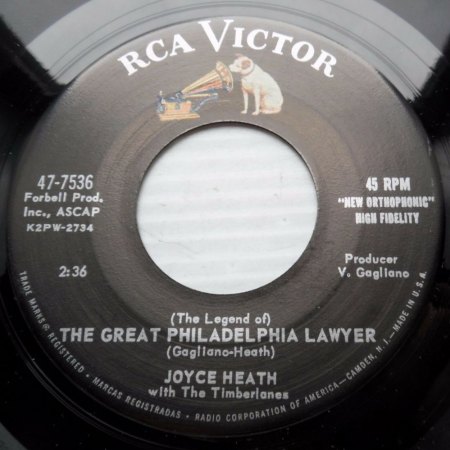 RCA VICTOR
47-7536
Forbell Prod.
Inc., ASCAP
K2PW-2734
45 RPM
"NEW ORTHOPHONIC"
HIGH FIDELITY
2:36
Producer
V. Gagliano
(The Legend of)
THE GREAT PHILADELPHIA LAWYER
(Gagliano-Heath)
JOYCE HEATH
with The Timberlanes
TRADE MARKS ® REGISTERED • MARCAS REGISTRADAS • RADIO CORPORATION OF AMERICA—CAMDEN, N.J.—MADE IN U.S.A.